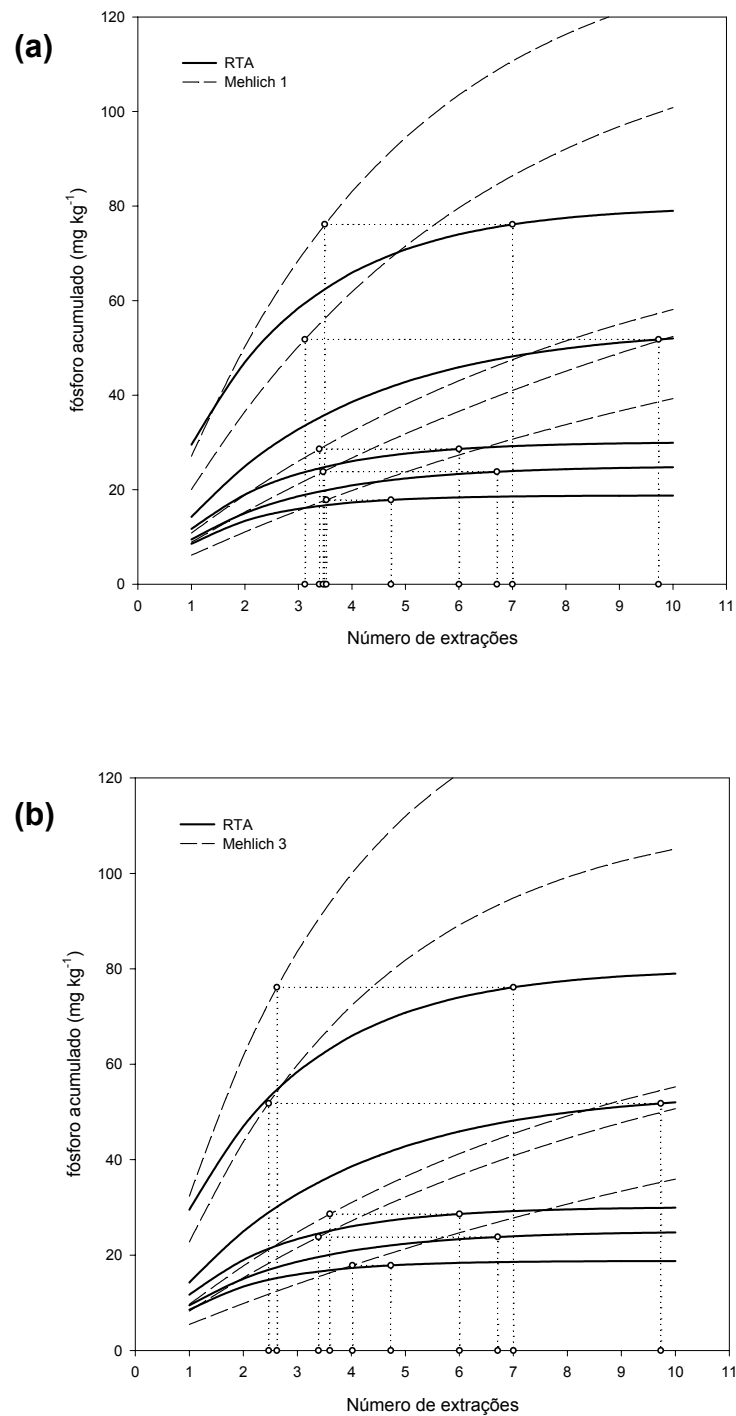 (a)
RTA
Mehlich 1
fósforo acumulado (mg kg-1)
120
100
80
60
40
20
0
0 1 2 3 4 5 6 7 8 9 10 11
Número de extrações
(b)
RTA
Mehlich 3
fósforo acumulado (mg kg-1)
120
100
80
60
40
20
0
0 1 2 3 4 5 6 7 8 9 10 11
Número de extrações